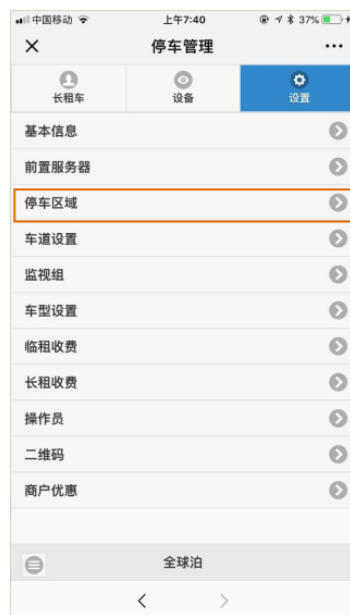 中国移动 上午7:40 37%
停车管理
长租车 设备 设置
基本信息
前置服务器
停车区域
车道设置
监视组
车型设置
临租收费
长租收费
操作员
二维码
商户优惠
全球泊